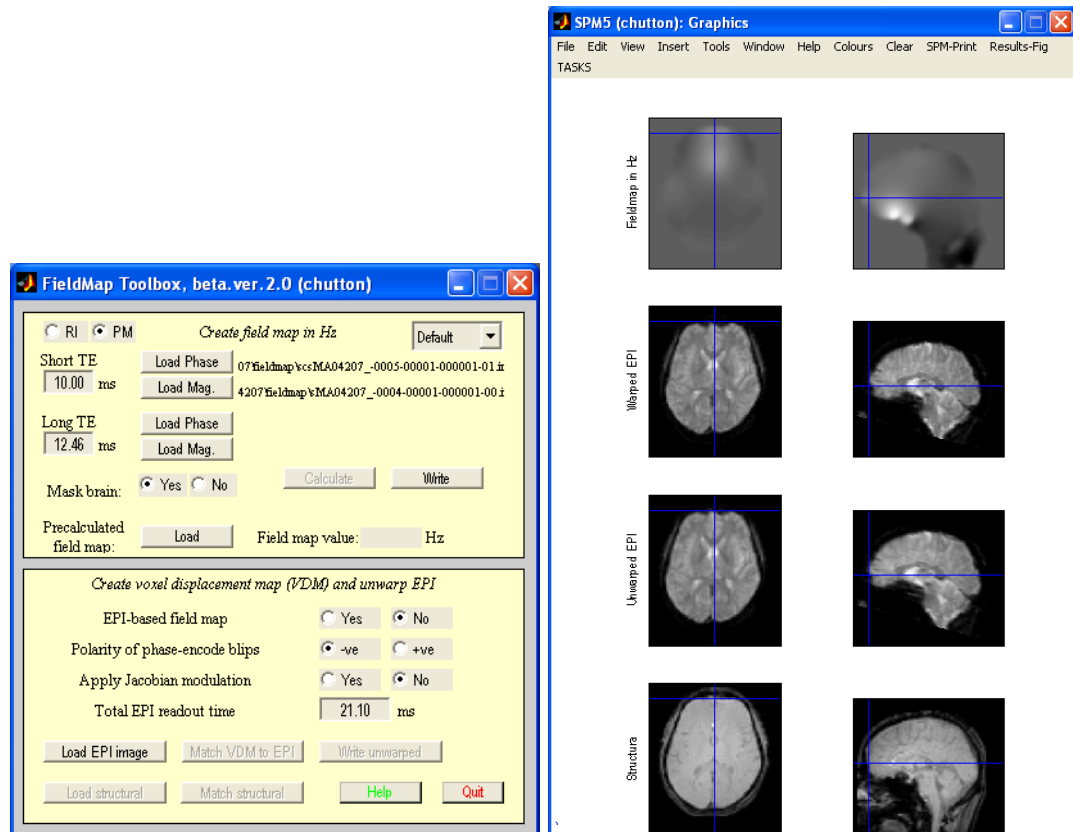 SPM5 (chutton): Graphics
File Edit View Insert Tools Window Help Colours Clear SPM-Print Results-Fig
TASKS
Fieldmap in Hz
Warped EPI
Unwarped EPI
Structura
FieldMap Toolbox, beta.ver.2.0 (chutton)
RI PM Create field map in Hz Default
Short TE
Load Phase 07\fieldmap\scsMA04207_-0005-00001-000001-01.ir
10.00 ms
Load Mag. 4207\fieldmap\sMA04207_-0004-00001-000001-00.i
Long TE
Load Phase
12.46 ms
Load Mag.
Mask brain: Yes No Calculate Write
Precalculated
field map: Load Field map value: Hz
Create voxel displacement map (VDM) and unwarp EPI
EPI-based field map Yes No
Polarity of phase-encode blips -ve +ve
Apply Jacobian modulation Yes No
Total EPI readout time 21.10 ms
Load EPI image Match VDM to EPI Write unwarped
Load structural Match structural Help Quit